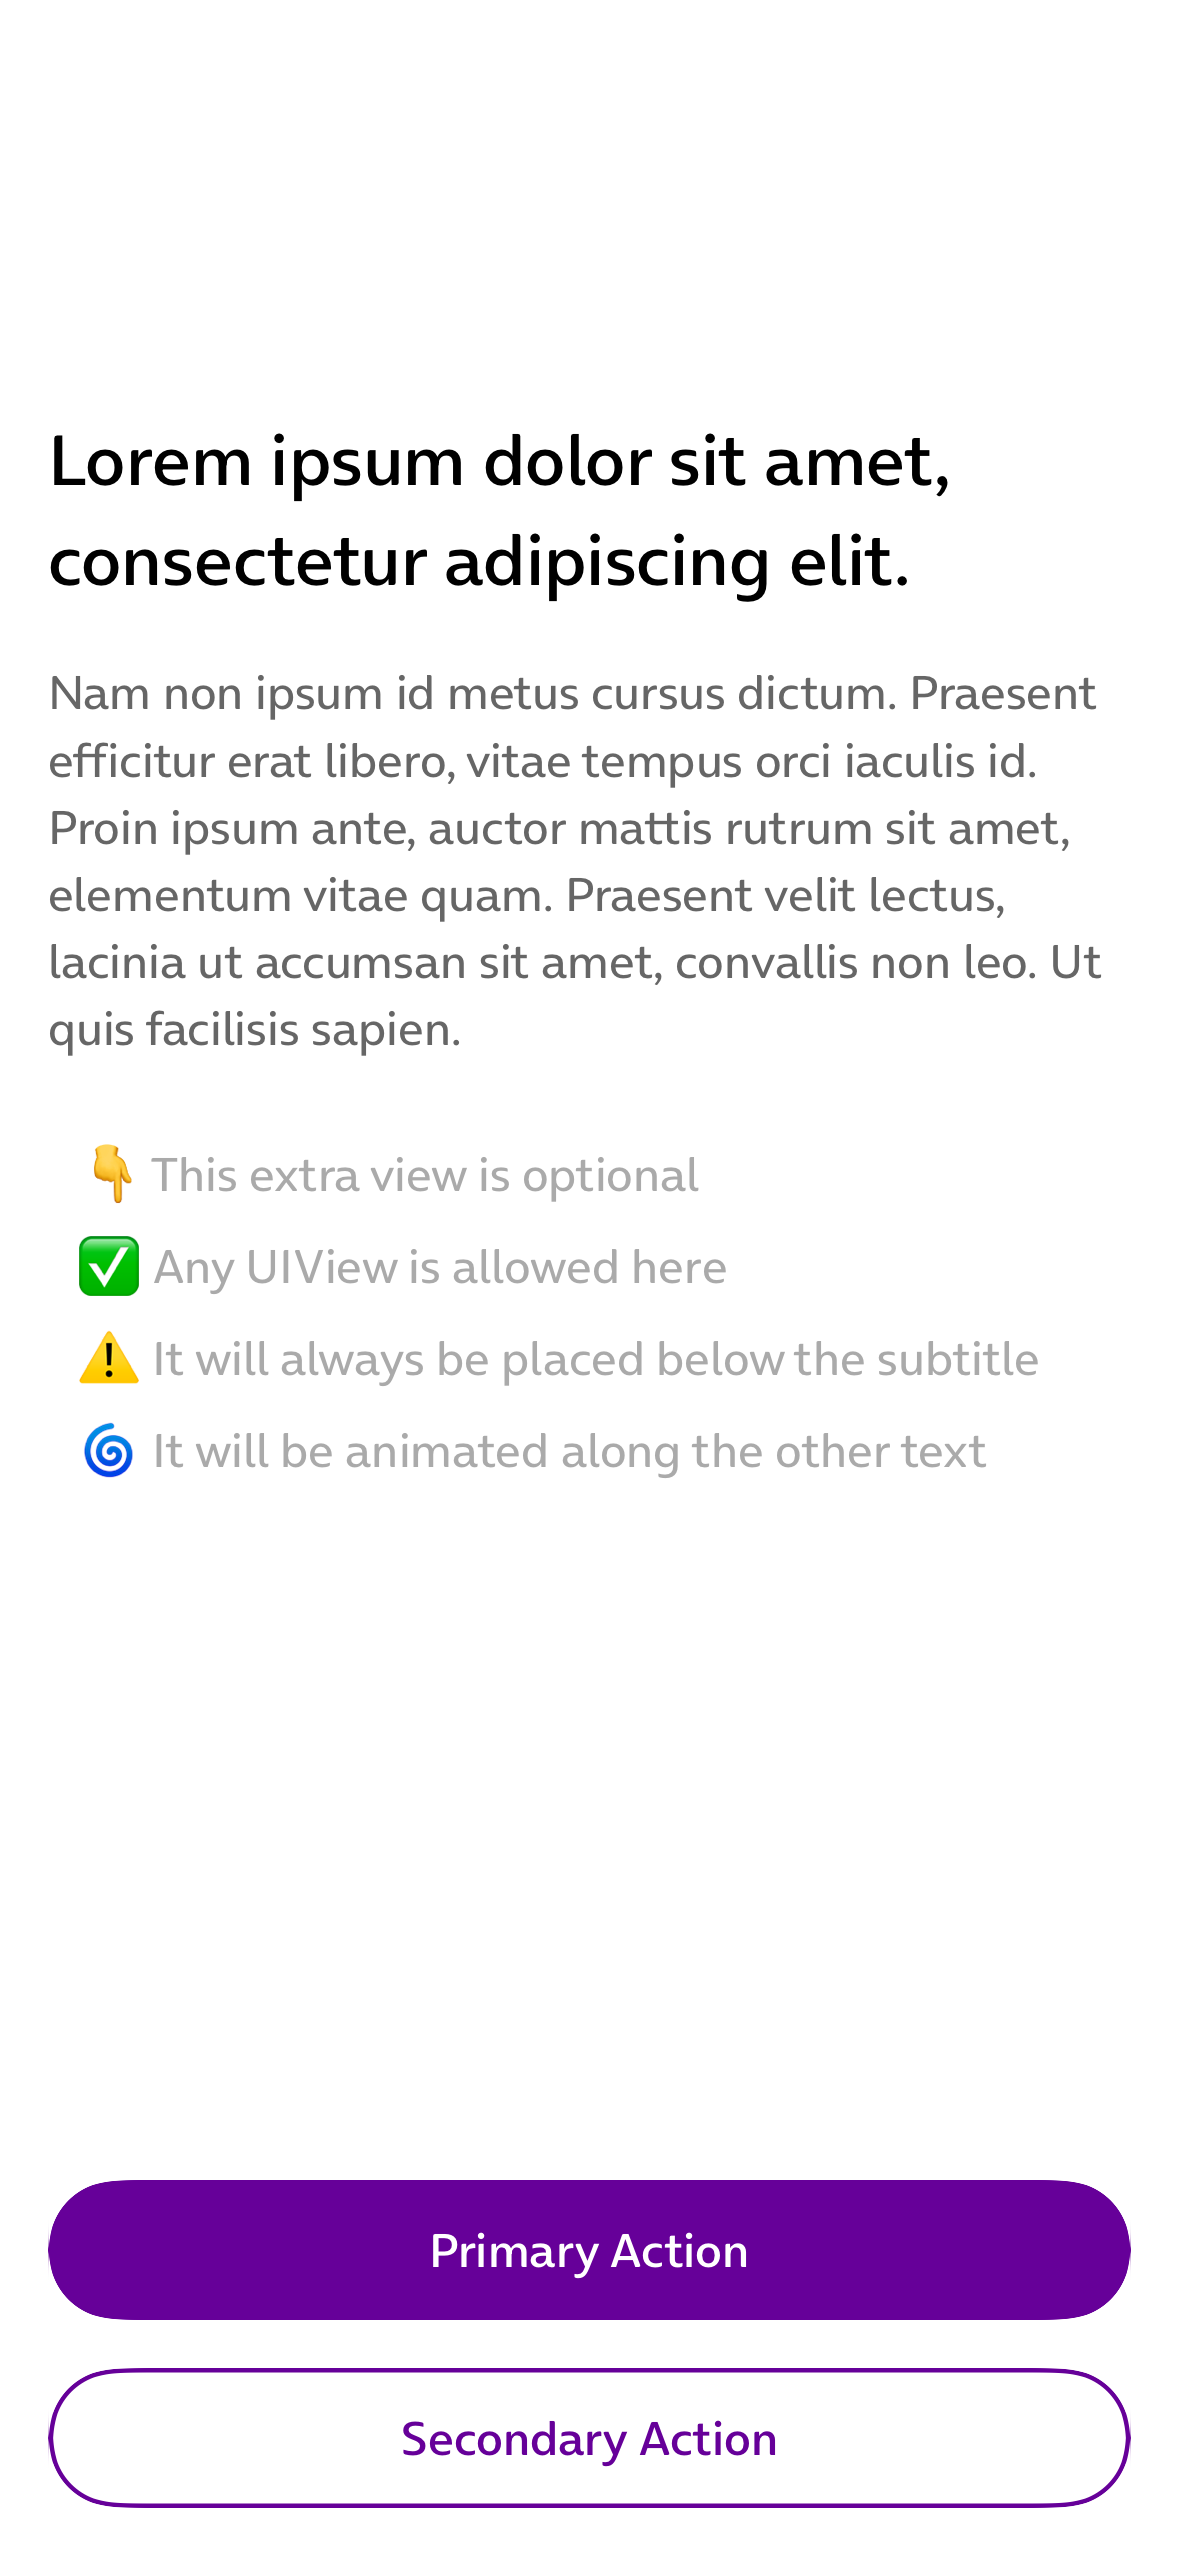 Lorem ipsum dolor sit amet,
consectetur adipiscing elit.
Nam non ipsum id metus cursus dictum. Praesent
efficitur erat libero, vitae tempus orci iaculis id.
Proin ipsum ante, auctor mattis rutrum sit amet,
elementum vitae quam. Praesent velit lectus,
lacinia ut accumsan sit amet, convallis non leo. Ut
quis facilisis sapien.
👇 This extra view is optional
✅ Any UIView is allowed here
⚠️ It will always be placed below the subtitle
🌀 It will be animated along the other text
Primary Action
Secondary Action